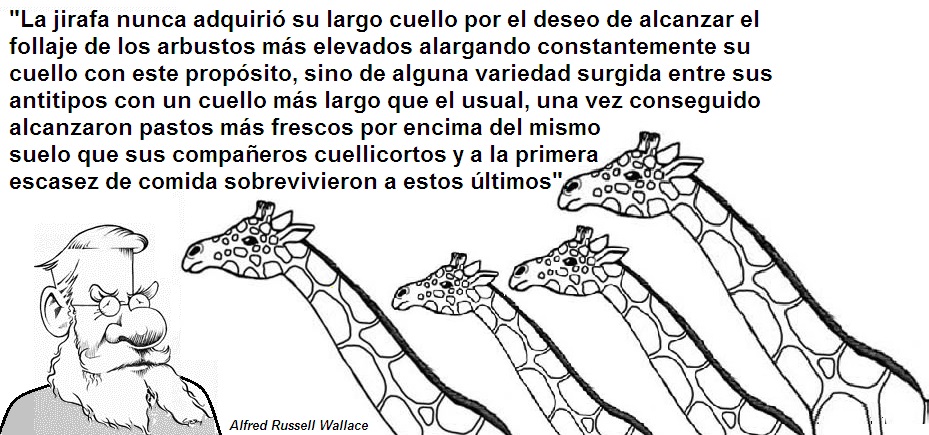 "La jirafa nunca adquirió su largo cuello por el deseo de alcanzar el
follaje de los arbustos más elevados alargando constantemente su
cuello con este propósito, sino de alguna variedad surgida entre sus
antitipos con un cuello más largo que el usual, una vez conseguido
alcanzaron pastos más frescos por encima del mismo
suelo que sus compañeros cuellicortos y a la primera
escasez de comida sobrevivieron a estos últimos"
Alfred Russell Wallace